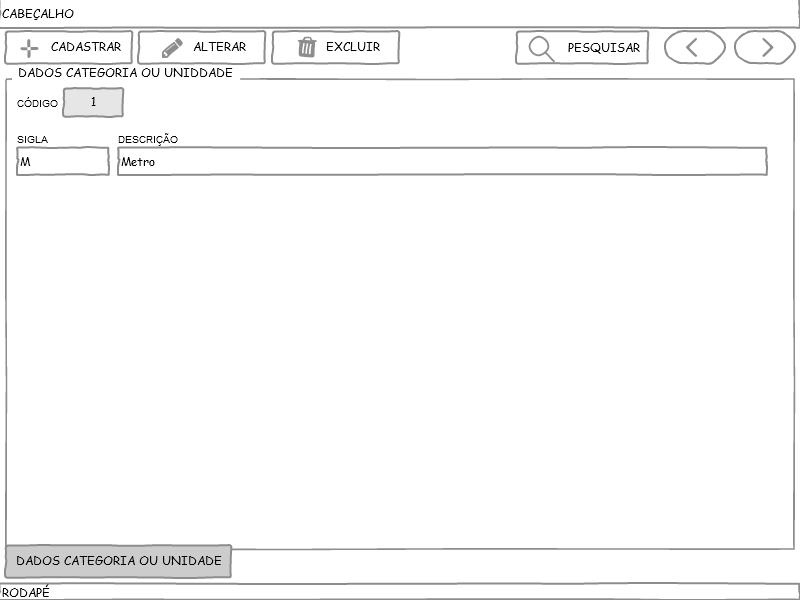 CABEÇALHO
CADASTRAR
ALTERAR
EXCLUIR
PESQUISAR
DADOS CATEGORIA OU UNIDDADE
CÓDIGO
1
SIGLA
DESCRIÇÃO
M
Metro
DADOS CATEGORIA OU UNIDADE
RODAPÉ